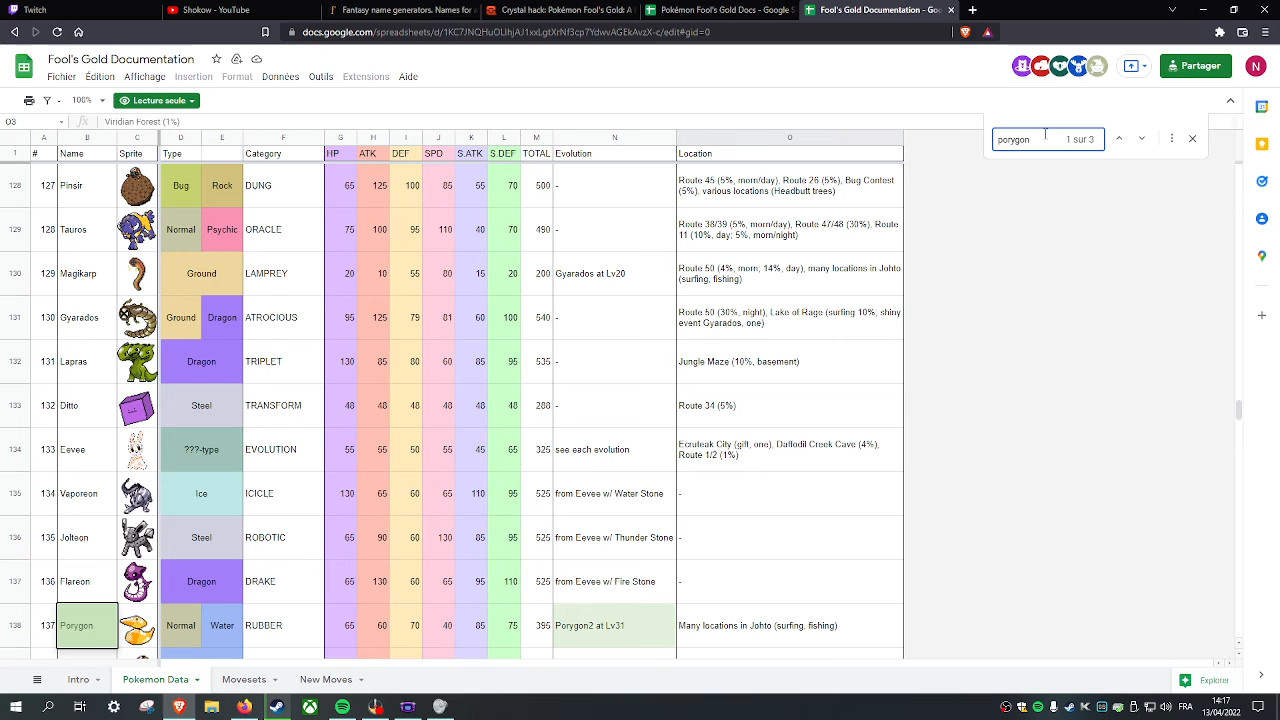 Twitch
Shokow - YouTube
Fantasy name generators. Names for a
Crystal hack: Pokémon Fool's Gold: A
Pokémon Fool's Gold Docs - Google S
Fool's Gold Documentation - Google
docs.google.com/spreadsheets/d/1KC7JNQHuOLlhjAJ1xxLgtXrNf3cp7YdwvAGEkAvzX-c/edit#gid=0
Fool's Gold Documentation
Fichier Édition Affichage Insertion Format Données Outils Extensions Aide
Partager N
100% Lecture seule
O3 fx Viridian Forest (1%)
porygon 1 sur 3
A B C D E F G H I J K L M N O
1 # Name Sprite Type Category HP ATK DEF SPD S.ATK S.DEF TOTAL Evolution Location
128 127 Pinsir Bug Rock DUNG 65 125 100 85 55 70 500 - Route 45 (5%, morn/day), Route 26 (5%), Bug Contest
(5%), various locations (Headbutt trees)
129 128 Tauros Normal Psychic ORACLE 75 100 95 110 40 70 490 - Route 38/39 (5%, morn/day), Route 47/48 (30%), Route
11 (10%, day; 5%, morn/night)
130 129 Magikarp Ground LAMPREY 20 10 55 80 15 20 200 Gyarados at Lv20 Route 50 (4%, morn; 14%, day), many locations in Johto
(surfing, fishing)
131 130 Gyarados Ground Dragon ATROCIOUS 95 125 79 81 60 100 540 - Route 50 (30%, night), Lake of Rage (surfing 10%, shiny
event Gyarados, one)
132 131 Lapras Dragon TRIPLET 130 85 80 60 85 95 535 - Jungle Maze (10%, basement)
133 132 Ditto Steel TRANSFORM 48 48 48 48 48 48 288 - Route 34 (5%)
134 133 Eevee ???-type EVOLUTION 55 55 50 55 45 65 325 see each evolution Ecruteak City (gift, one), Daffodil Creek Cave (4%),
Route 1/2 (1%)
135 134 Vaporeon Ice ICICLE 130 65 60 65 110 95 525 from Eevee w/ Water Stone -
136 135 Jolteon Steel ROBOTIC 65 90 60 130 85 95 525 from Eevee w/ Thunder Stone -
137 136 Flareon Dragon DRAKE 65 130 60 65 95 110 525 from Eevee w/ Fire Stone -
138 137 Porygon Normal Water RUBBER 65 60 70 40 85 75 395 Porygon2 at Lv31 Many locations in Johto (surfing, fishing)
Intro Pokemon Data Movesets New Moves Explorer
14:17
FRA
13/04/2022